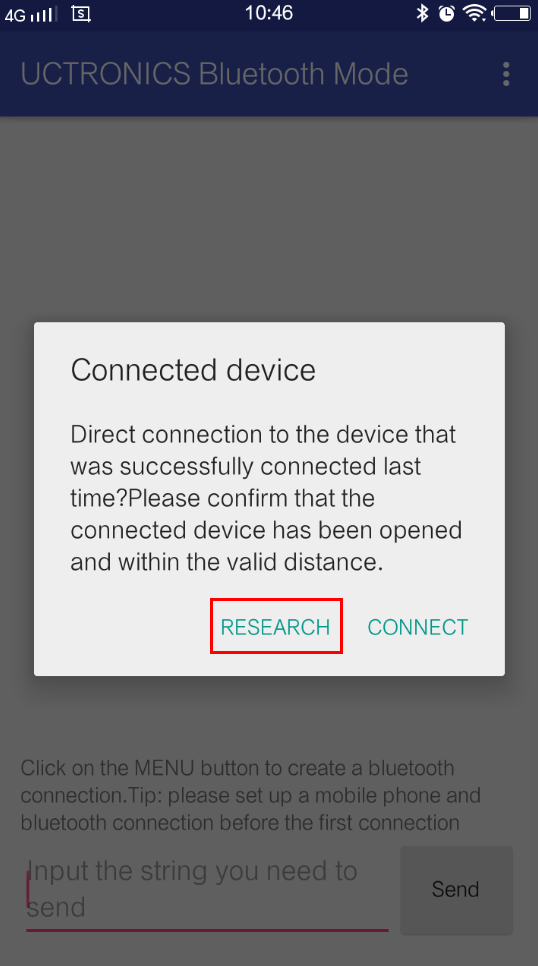 4G S 10:46
UCTRONICS Bluetooth Mode
Connected device
Direct connection to the device that
was successfully connected last
time?Please confirm that the
connected device has been opened
and within the valid distance.
RESEARCH CONNECT
Click on the MENU button to create a bluetooth
connection.Tip: please set up a mobile phone and
bluetooth connection before the first connection
Input the string you need to
send
Send